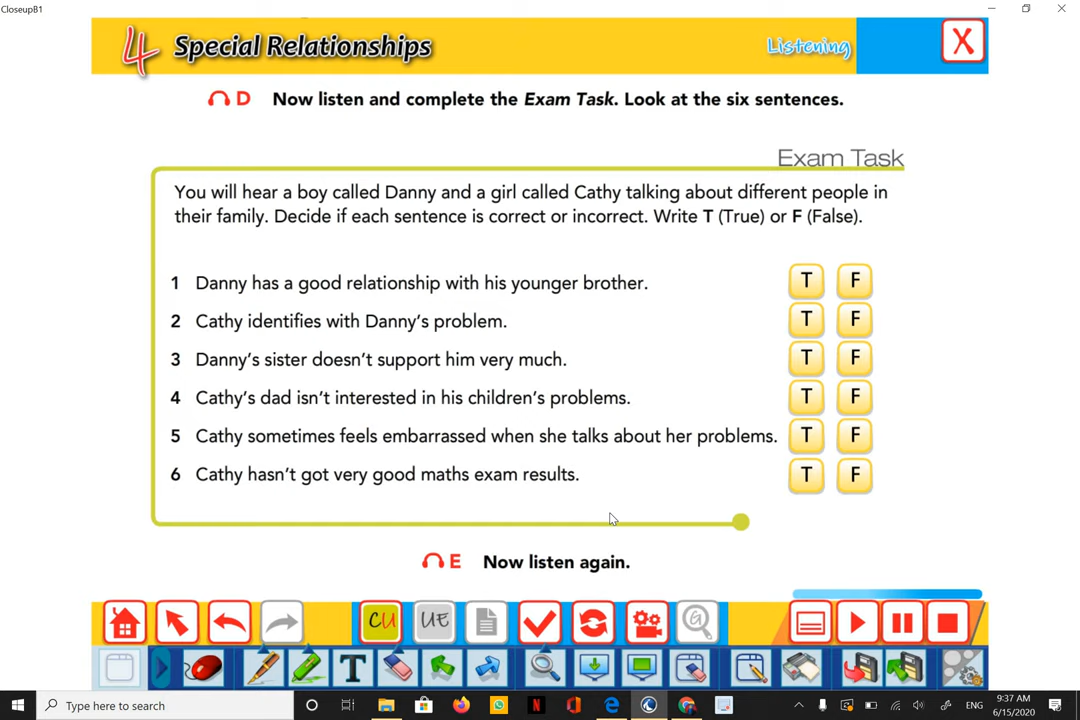 CloseupB1
4 Special Relationships
Listening
X
D Now listen and complete the Exam Task. Look at the six sentences.
Exam Task
You will hear a boy called Danny and a girl called Cathy talking about different people in
their family. Decide if each sentence is correct or incorrect. Write T (True) or F (False).
1 Danny has a good relationship with his younger brother. T F
2 Cathy identifies with Danny's problem. T F
3 Danny's sister doesn't support him very much. T F
4 Cathy's dad isn't interested in his children's problems. T F
5 Cathy sometimes feels embarrassed when she talks about her problems. T F
6 Cathy hasn't got very good maths exam results. T F
E Now listen again.
CU UE G
T
Type here to search
ENG
9:37 AM
6/15/2020